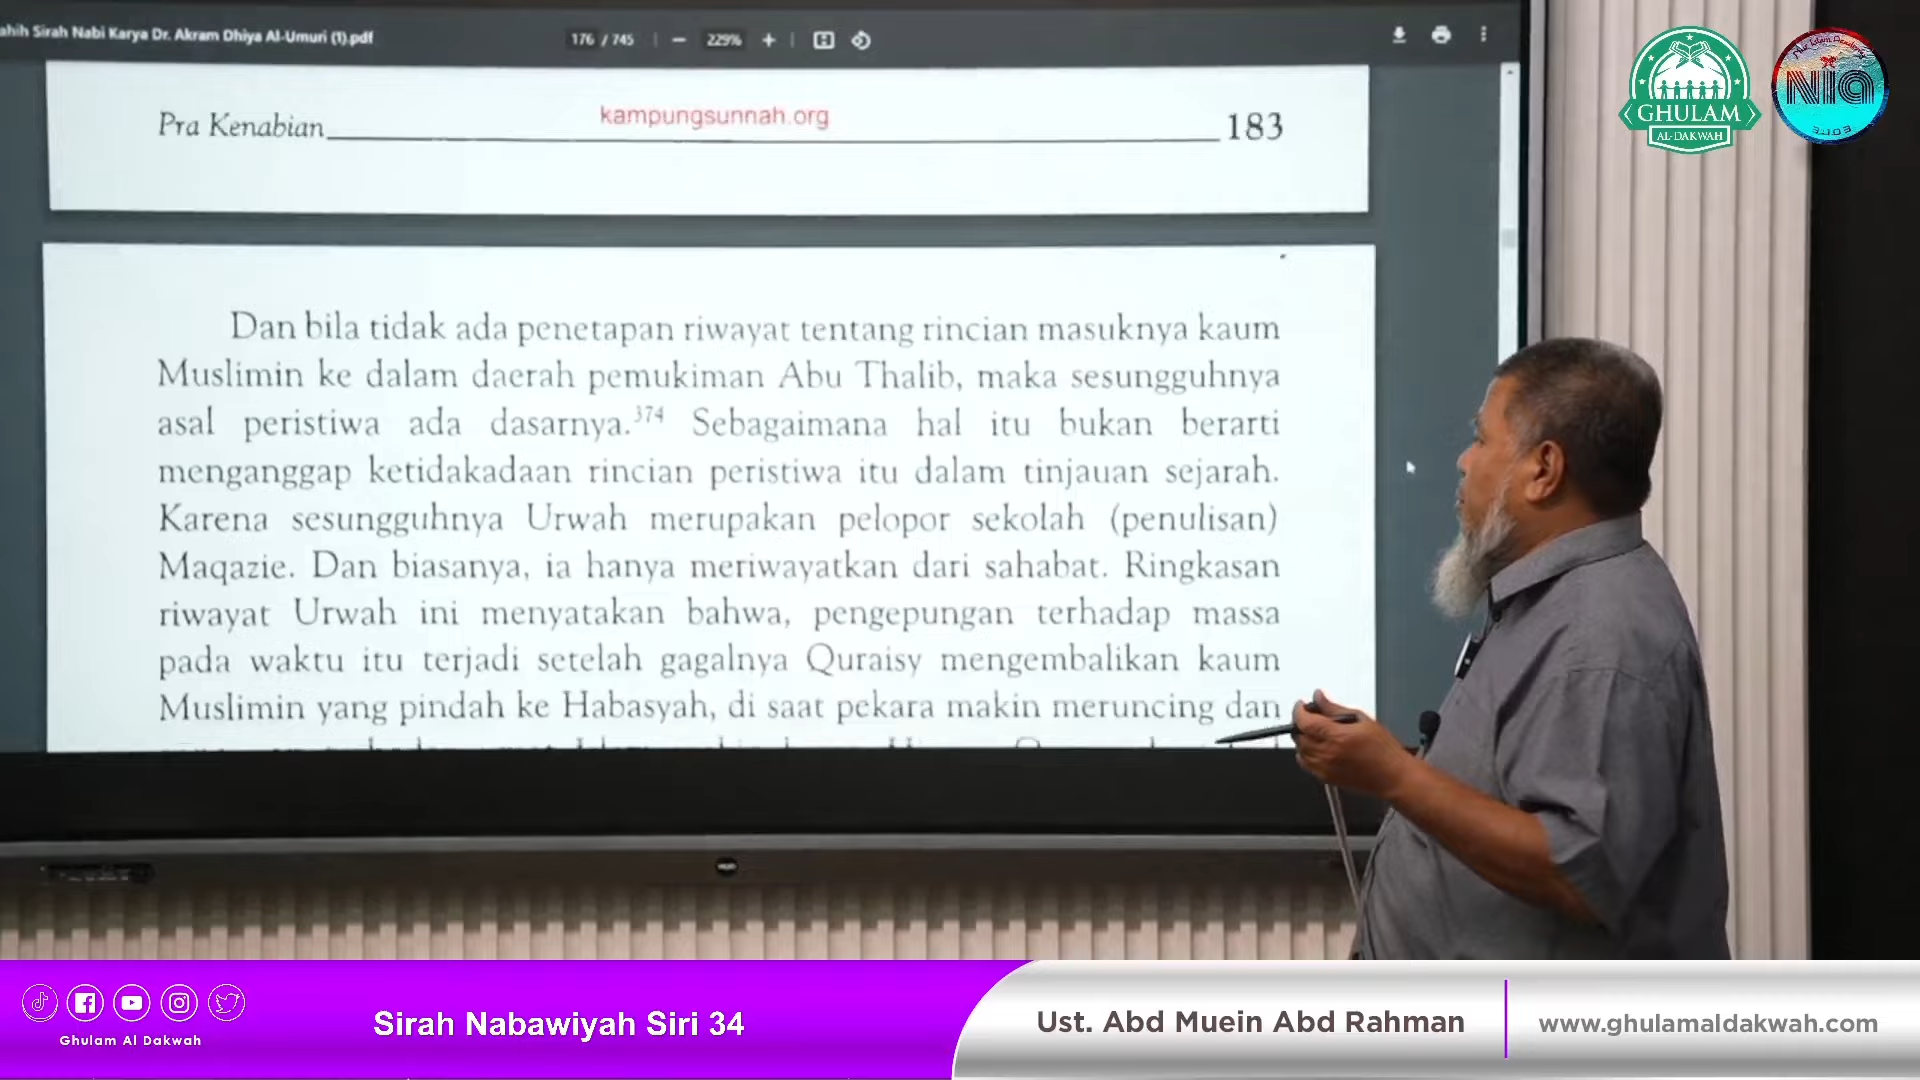 ahih Sirah Nabi Karya Dr. Akram Dhiya Al-Umuri (1).pdf
176 / 745
229%
Pra Kenabian
kampungsunnah.org
183
Dan bila tidak ada penetapan riwayat tentang rincian masuknya kaum
Muslimin ke dalam daerah pemukiman Abu Thalib, maka sesungguhnya
asal peristiwa ada dasarnya.³⁷⁴ Sebagaimana hal itu bukan berarti
menganggap ketidakadaan rincian peristiwa itu dalam tinjauan sejarah.
Karena sesungguhnya Urwah merupakan pelopor sekolah (penulisan)
Maqazie. Dan biasanya, ia hanya meriwayatkan dari sahabat. Ringkasan
riwayat Urwah ini menyatakan bahwa, pengepungan terhadap massa
pada waktu itu terjadi setelah gagalnya Quraisy mengembalikan kaum
Muslimin yang pindah ke Habasyah, di saat pekara makin meruncing dan
GHULAM
AL-DAKWAH
Nur Islam Academy
NIA
Ghulam Al Dakwah
Sirah Nabawiyah Siri 34
Ust. Abd Muein Abd Rahman
www.ghulamaldakwah.com